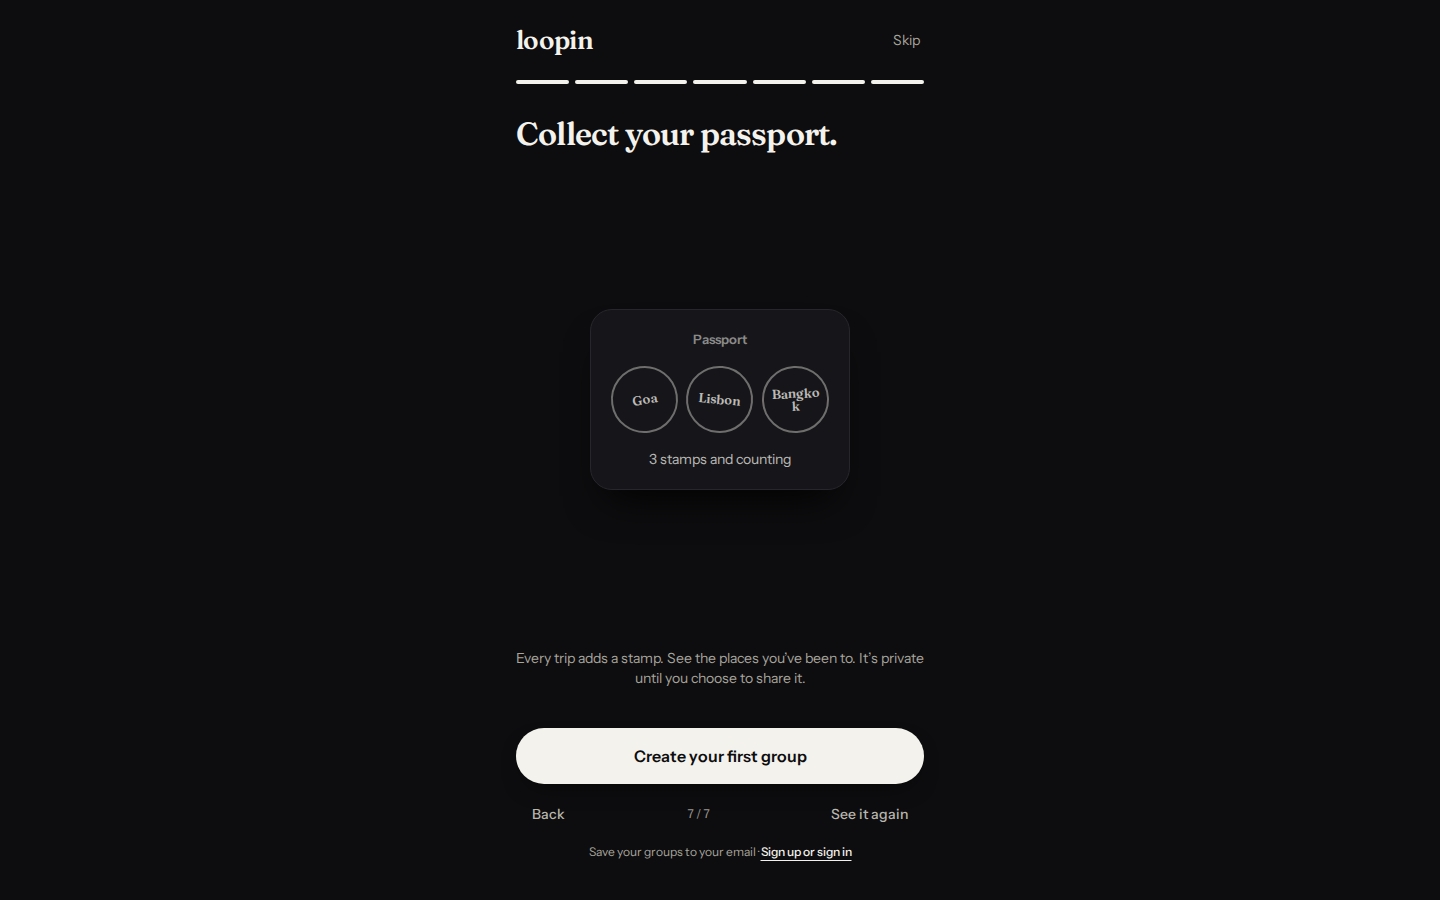 loopin
Skip
Collect your passport.
Passport
Goa
Lisbon
Bangko
k
3 stamps and counting
Every trip adds a stamp. See the places you’ve been to. It’s private
until you choose to share it.
Create your first group
Back
7 / 7
See it again
Save your groups to your email · Sign up or sign in